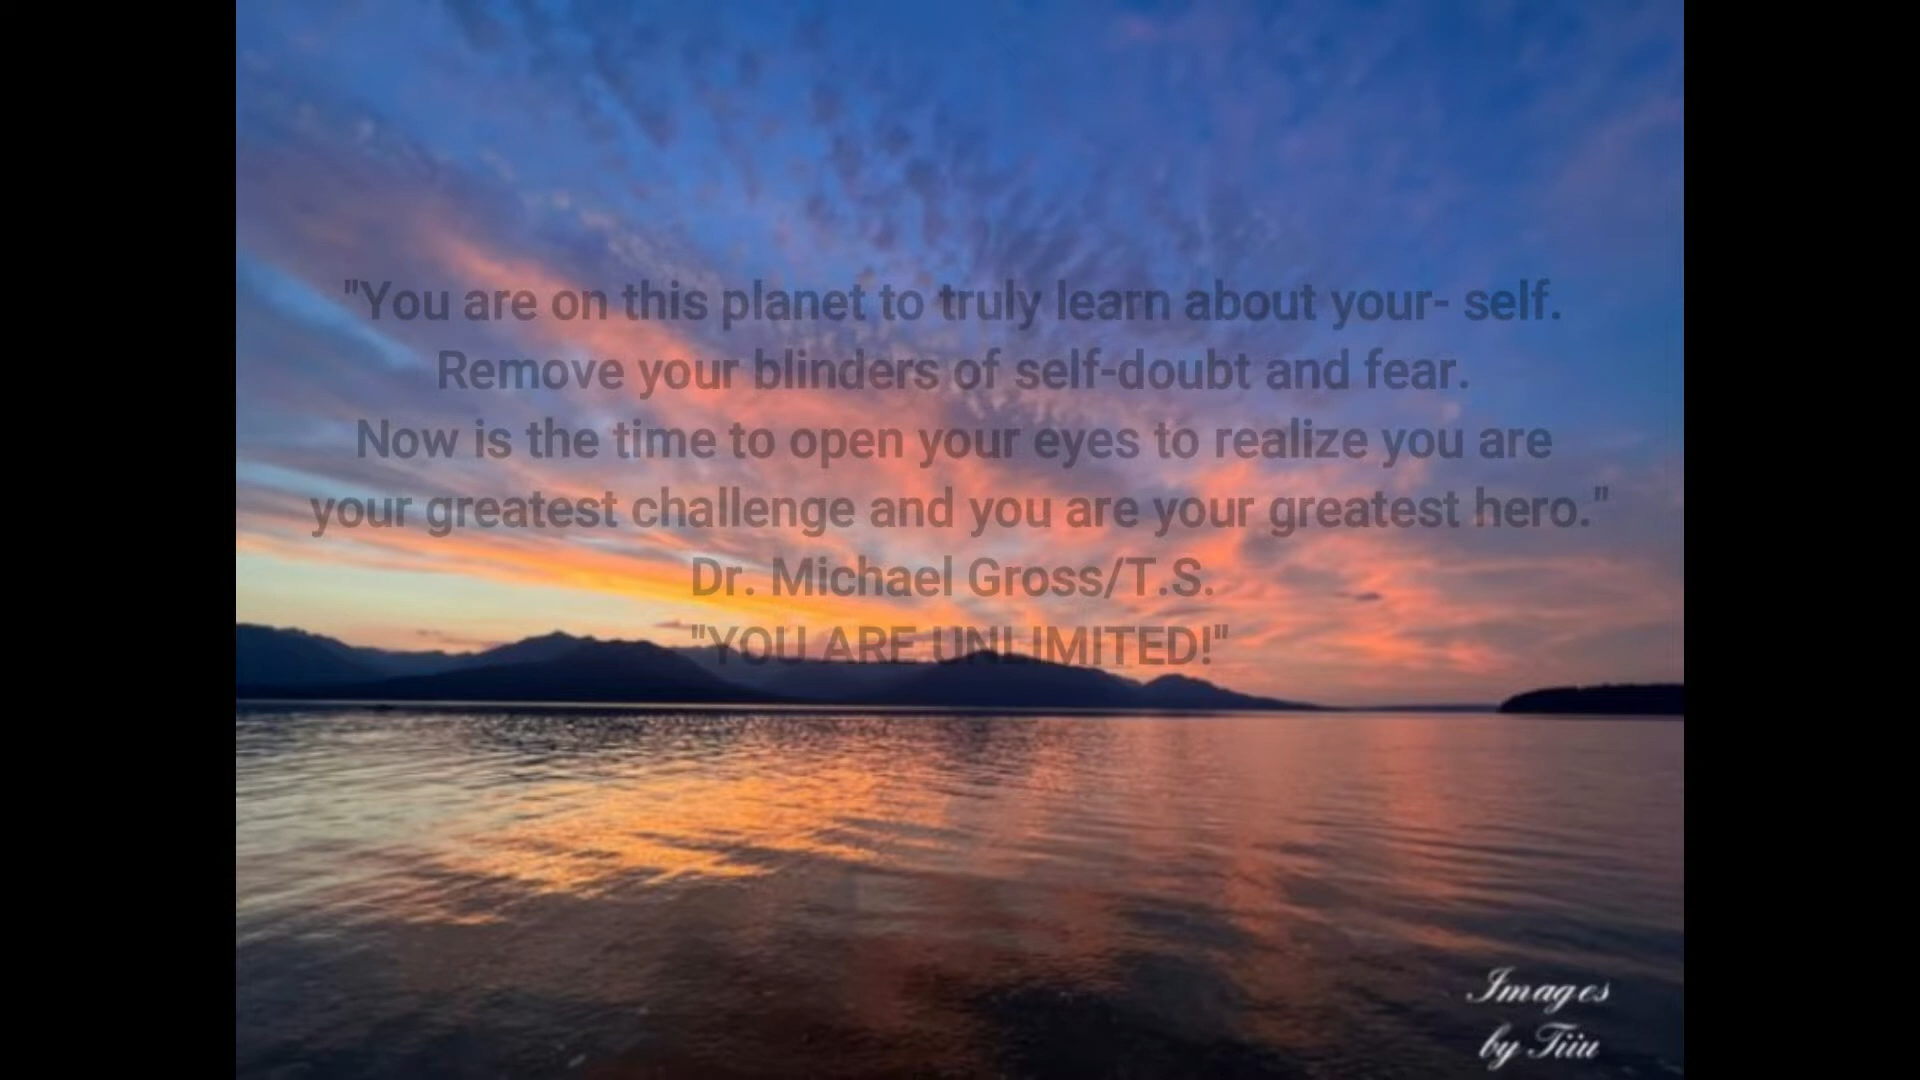 "You are on this planet to truly learn about your- self.
Remove your blinders of self-doubt and fear.
Now is the time to open your eyes to realize you are
your greatest challenge and you are your greatest hero."
Dr. Michael Gross/T.S.
"YOU ARE UNLIMITED!"
Images
by Tiiu